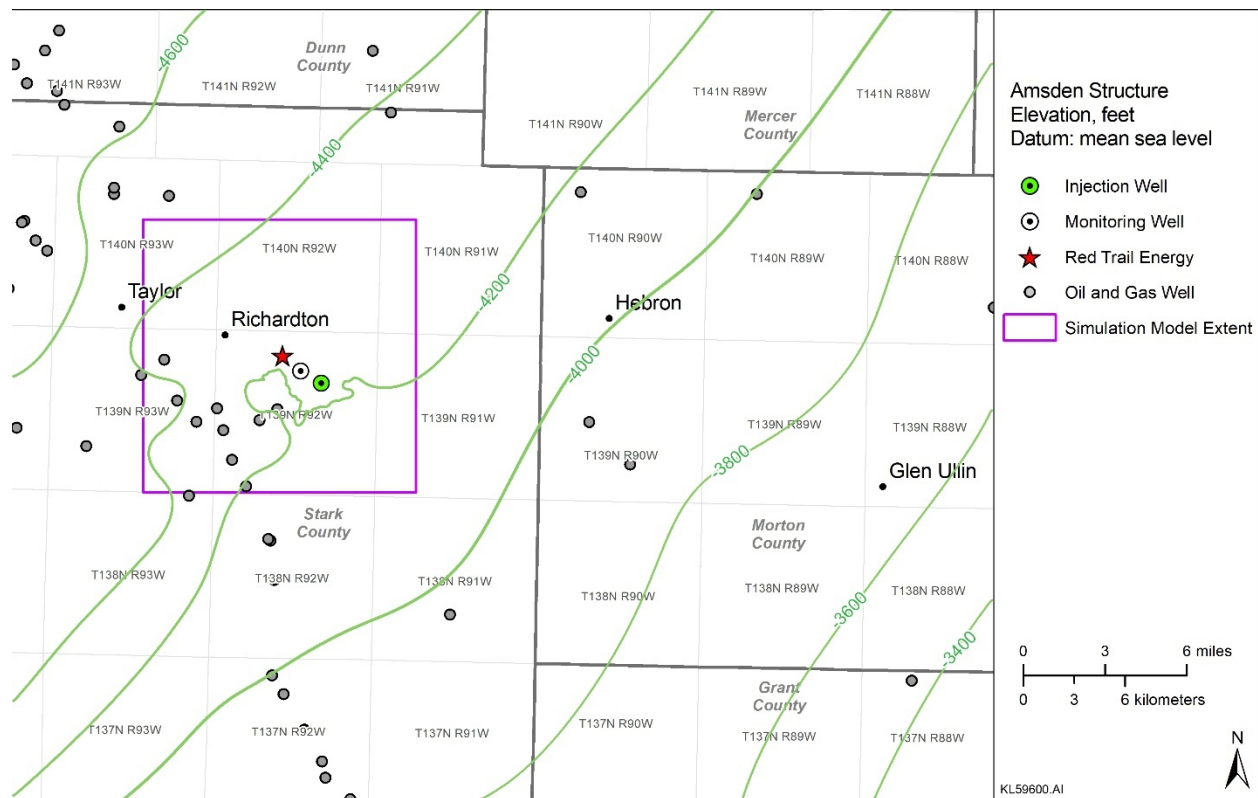 -4600
Dunn
County
T141N R93W
T141N R92W
T141N R91W
T141N R89W
T141N R88W
T141N R90W
Mercer
County
-4400
T140N R93W
T140N R92W
T140N R91W
T140N R90W
T140N R89W
T140N R88W
Taylor
Richardton
-4200
Hebron
-4000
T139N R93W
T139N R92W
T139N R91W
T139N R90W
T139N R89W
T139N R88W
-3800
Glen Ullin
Stark
County
Morton
County
T138N R93W
T138N R92W
T138N R91W
T138N R90W
T138N R89W
T138N R88W
-3600
-3400
Grant
County
T137N R93W
T137N R92W
T137N R91W
T137N R90W
T137N R89W
T137N R88W
Amsden Structure
Elevation, feet
Datum: mean sea level
Injection Well
Monitoring Well
Red Trail Energy
Oil and Gas Well
Simulation Model Extent
0 3 6 miles
0 3 6 kilometers
N
KL59600.AI